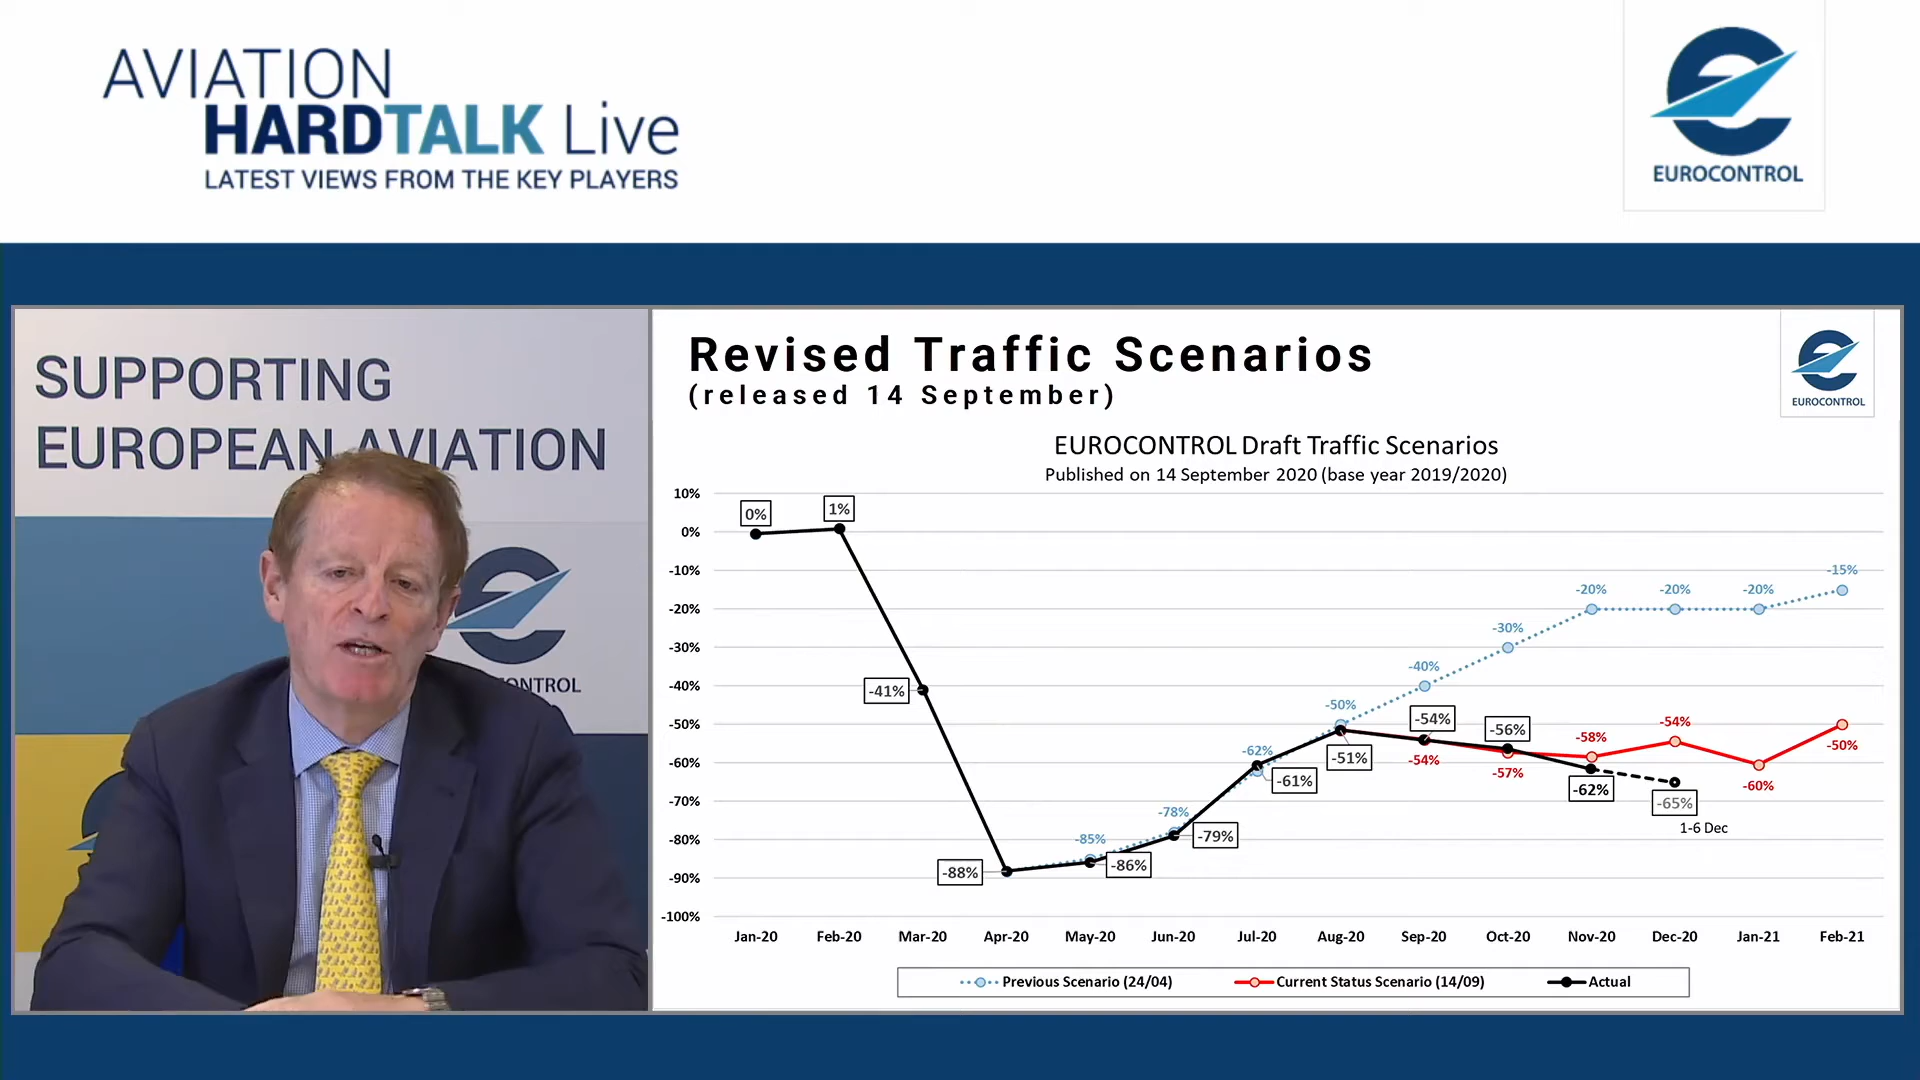 AVIATION
HARDTALK Live
LATEST VIEWS FROM THE KEY PLAYERS
EUROCONTROL
SUPPORTING
EUROPEAN AVIATION
ONTROL
Revised Traffic Scenarios
(released 14 September)
EUROCONTROL
EUROCONTROL Draft Traffic Scenarios
Published on 14 September 2020 (base year 2019/2020)
10%
0%
-10%
-20%
-30%
-40%
-50%
-60%
-70%
-80%
-90%
-100%
0%
1%
-41%
-88%
-85%
-86%
-78%
-79%
-62%
-61%
-50%
-51%
-40%
-54%
-54%
-30%
-56%
-57%
-20%
-58%
-62%
-20%
-54%
-65%
1-6 Dec
-20%
-60%
-15%
-50%
Jan-20 Feb-20 Mar-20 Apr-20 May-20 Jun-20 Jul-20 Aug-20 Sep-20 Oct-20 Nov-20 Dec-20 Jan-21 Feb-21
Previous Scenario (24/04) Current Status Scenario (14/09) Actual